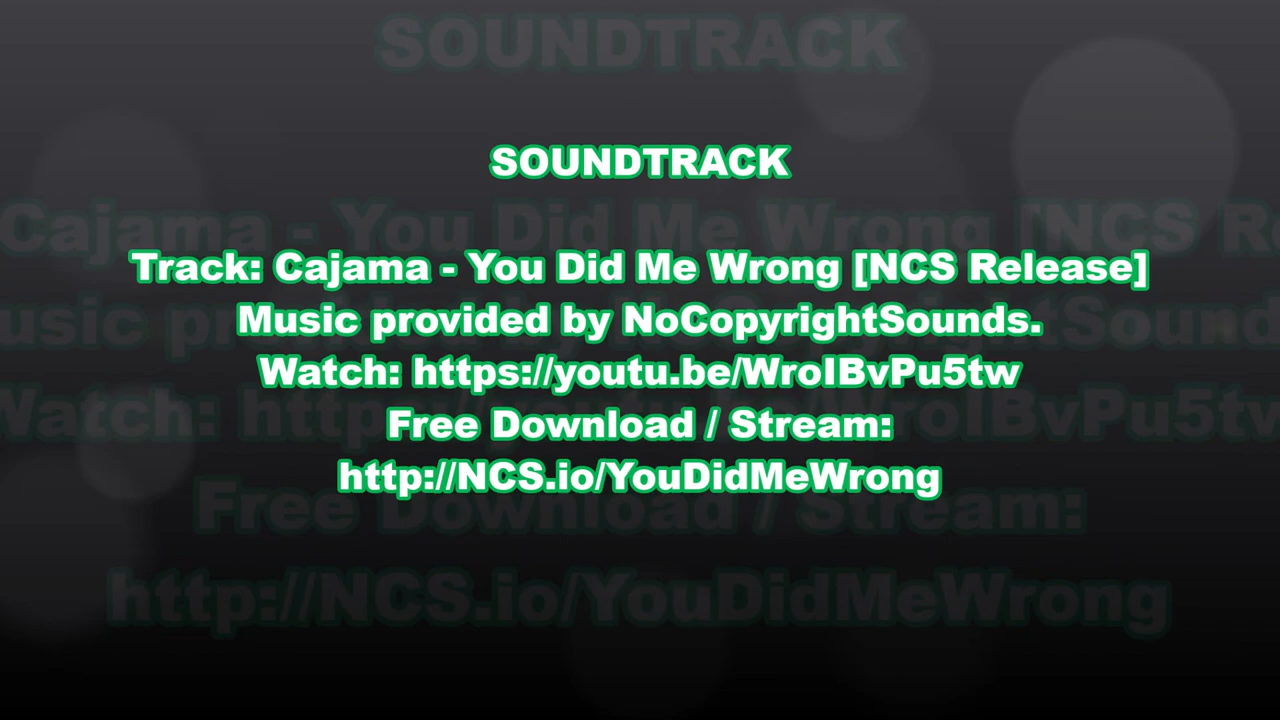 SOUNDTRACK
Track: Cajama - You Did Me Wrong [NCS Release]
Music provided by NoCopyrightSounds.
Watch: https://youtu.be/WroIBvPu5tw
Free Download / Stream:
http://NCS.io/YouDidMeWrong